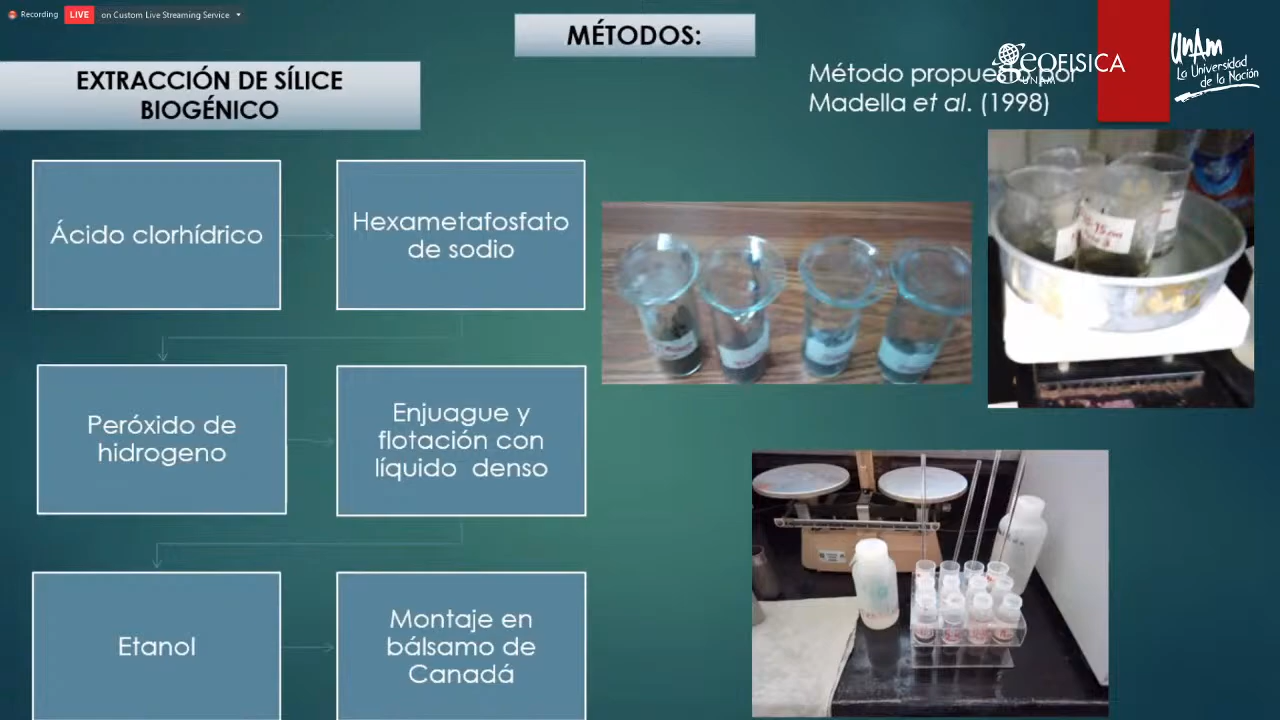 Recording LIVE on Custom Live Streaming Service
MÉTODOS:
EXTRACCIÓN DE SÍLICE
BIOGÉNICO
Método propuesto por
Madella et al. (1998)
COFISICA
UNAM
UnAm
La Universidad
de la Nación
Ácido clorhídrico
Hexametafosfato
de sodio
Peróxido de
hidrogeno
Enjuague y
flotación con
líquido denso
Etanol
Montaje en
bálsamo de
Canadá